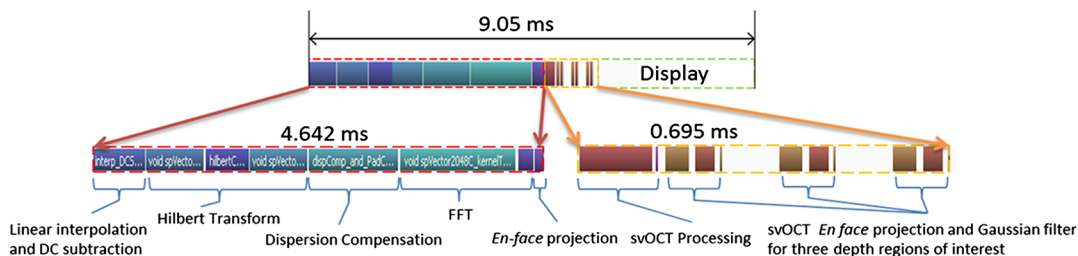 9.05 ms
Display
4.642 ms
0.695 ms
interp_DCS...
void spVecto...
hilbertC...
void spVecto...
dispComp_and_PadC...
void spVector2048C_kernelT...
Linear interpolation
and DC subtraction
Hilbert Transform
Dispersion Compensation
FFT
En-face projection
svOCT Processing
svOCT En face projection and Gaussian filter
for three depth regions of interest